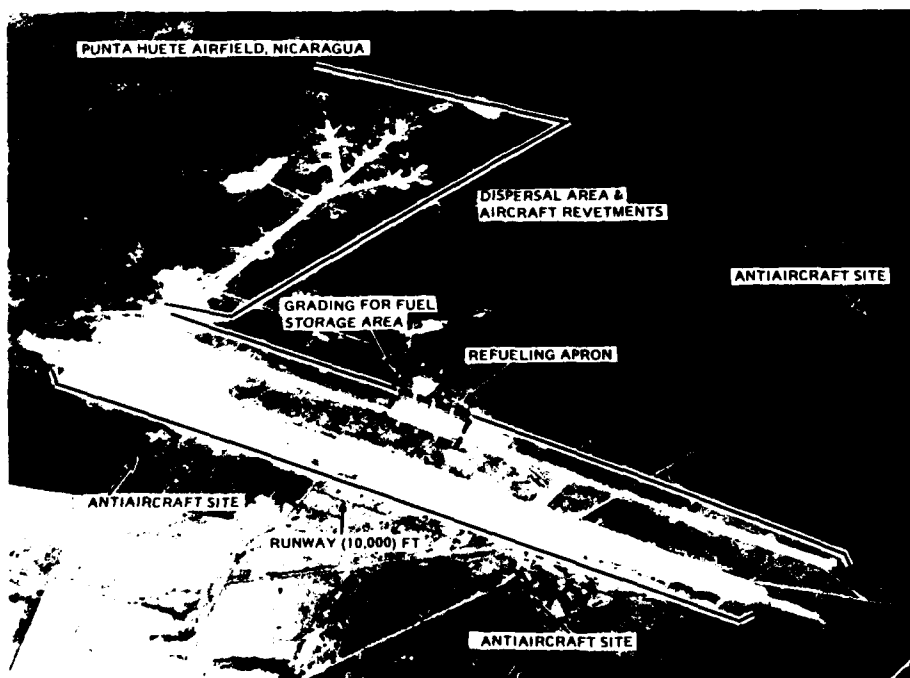 PUNTA HUETE AIRFIELD, NICARAGUA
DISPERSAL AREA &
AIRCRAFT REVETMENTS
ANTIAIRCRAFT SITE
GRADING FOR FUEL
STORAGE AREA
REFUELING APRON
ANTIAIRCRAFT SITE
RUNWAY (10,000) FT
ANTIAIRCRAFT SITE